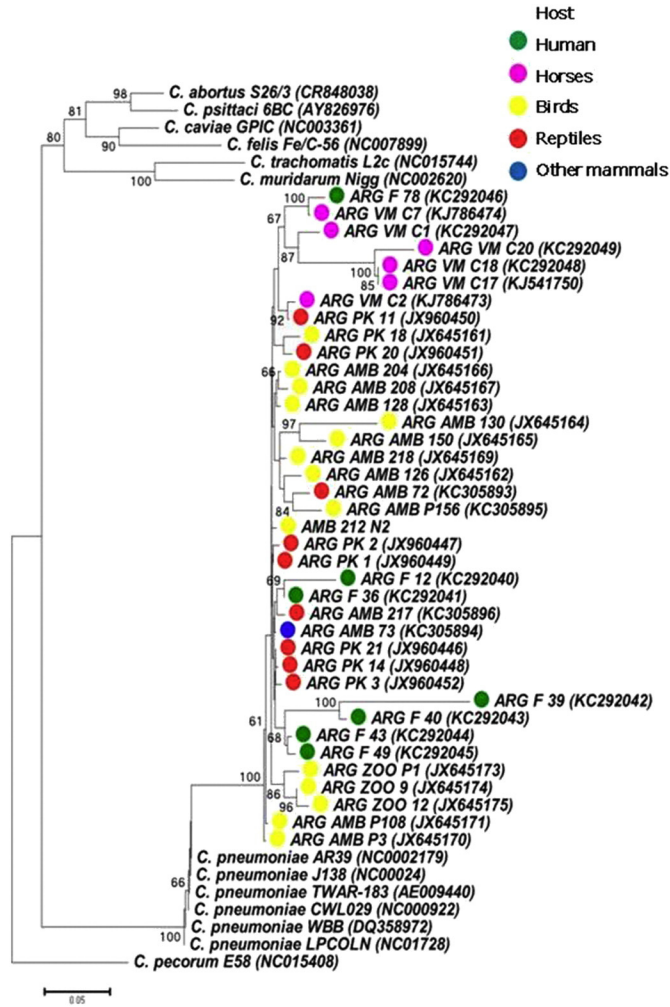 Host
Human
Horses
Birds
Reptiles
Other mammals
98
C. abortus S26/3 (CR848038)
81
C. psittaci 6BC (AY826976)
C. caviae GPIC (NC003361)
80
90
C. felis Fe/C-56 (NC007899)
C. trachomatis L2c (NC015744)
100
C. muridarum Nigg (NC002620)
100
ARG F 78 (KC292046)
67
ARG VM C7 (KJ786474)
ARG VM C1 (KC292047)
87
ARG VM C20 (KC292049)
100
ARG VM C18 (KC292048)
85
ARG VM C17 (KJ541750)
ARG VM C2 (KJ786473)
92
ARG PK 11 (JX960450)
ARG PK 18 (JX645161)
ARG PK 20 (JX960451)
66
ARG AMB 204 (JX645166)
ARG AMB 208 (JX645167)
ARG AMB 128 (JX645163)
97
ARG AMB 130 (JX645164)
ARG AMB 150 (JX645165)
ARG AMB 218 (JX645169)
ARG AMB 126 (JX645162)
ARG AMB 72 (KC305893)
84
ARG AMB P156 (KC305895)
AMB 212 N2
ARG PK 2 (JX960447)
ARG PK 1 (JX960449)
69
ARG F 12 (KC292040)
ARG F 36 (KC292041)
ARG AMB 217 (KC305896)
ARG AMB 73 (KC305894)
ARG PK 21 (JX960446)
ARG PK 14 (JX960448)
ARG PK 3 (JX960452)
100
ARG F 39 (KC292042)
61
ARG F 40 (KC292043)
68
ARG F 43 (KC292044)
ARG F 49 (KC292045)
100
ARG ZOO P1 (JX645173)
86
ARG ZOO 9 (JX645174)
96
ARG ZOO 12 (JX645175)
ARG AMB P108 (JX645171)
ARG AMB P3 (JX645170)
C. pneumoniae AR39 (NC0002179)
C. pneumoniae J138 (NC00024)
66
C. pneumoniae TWAR-183 (AE009440)
C. pneumoniae CWL029 (NC000922)
C. pneumoniae WBB (DQ358972)
100
C. pneumoniae LPCOLN (NC01728)
C. pecorum E58 (NC015408)
0.05